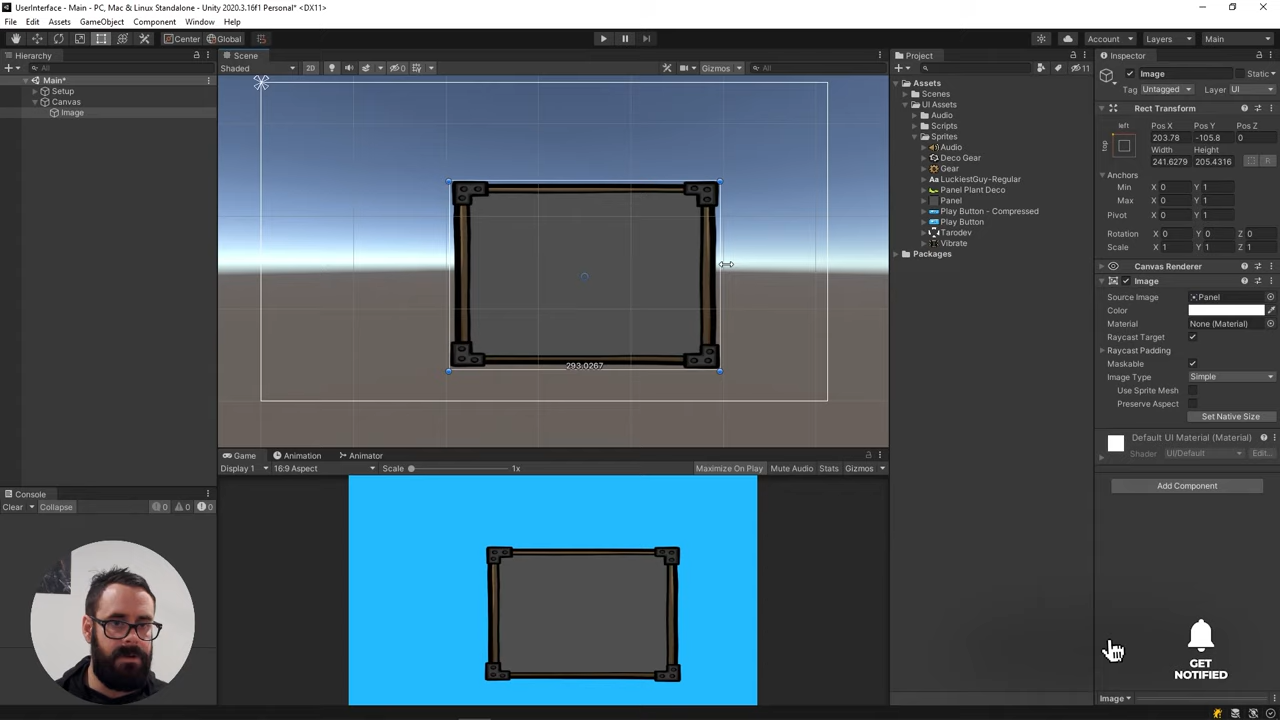 UserInterface - Main - PC, Mac & Linux Standalone - Unity 2020.3.16f1 Personal* <DX11>
File Edit Assets GameObject Component Window Help
Center Global Account Layers Main
Hierarchy
All
Main*
Setup
Canvas
Image
Scene
Shaded 2D 0 Gizmos All
293.0267
Game Animation Animator
Display 1 16:9 Aspect Scale 1x Maximize On Play Mute Audio Stats Gizmos
Console
Clear Collapse 0 0 0
Project
11
Assets
Scenes
UI Assets
Audio
Scripts
Sprites
Audio
Deco Gear
Gear
Aa LuckiestGuy-Regular
Panel Plant Deco
Panel
Play Button - Compressed
Play Button
Tarodev
Vibrate
Packages
Inspector
Image Static
Tag Untagged Layer UI
Rect Transform
left Pos X Pos Y Pos Z
top 203.78 -105.8 0
Width Height
241.6279 205.4316 R
Anchors
Min X 0 Y 1
Max X 0 Y 1
Pivot X 0 Y 1
Rotation X 0 Y 0 Z 0
Scale X 1 Y 1 Z 1
Canvas Renderer
Image
Source Image Panel
Color
Material None (Material)
Raycast Target
Raycast Padding
Maskable
Image Type Simple
Use Sprite Mesh
Preserve Aspect
Set Native Size
Default UI Material (Material)
Shader UI/Default Edit...
Add Component
GET
NOTIFIED
Image